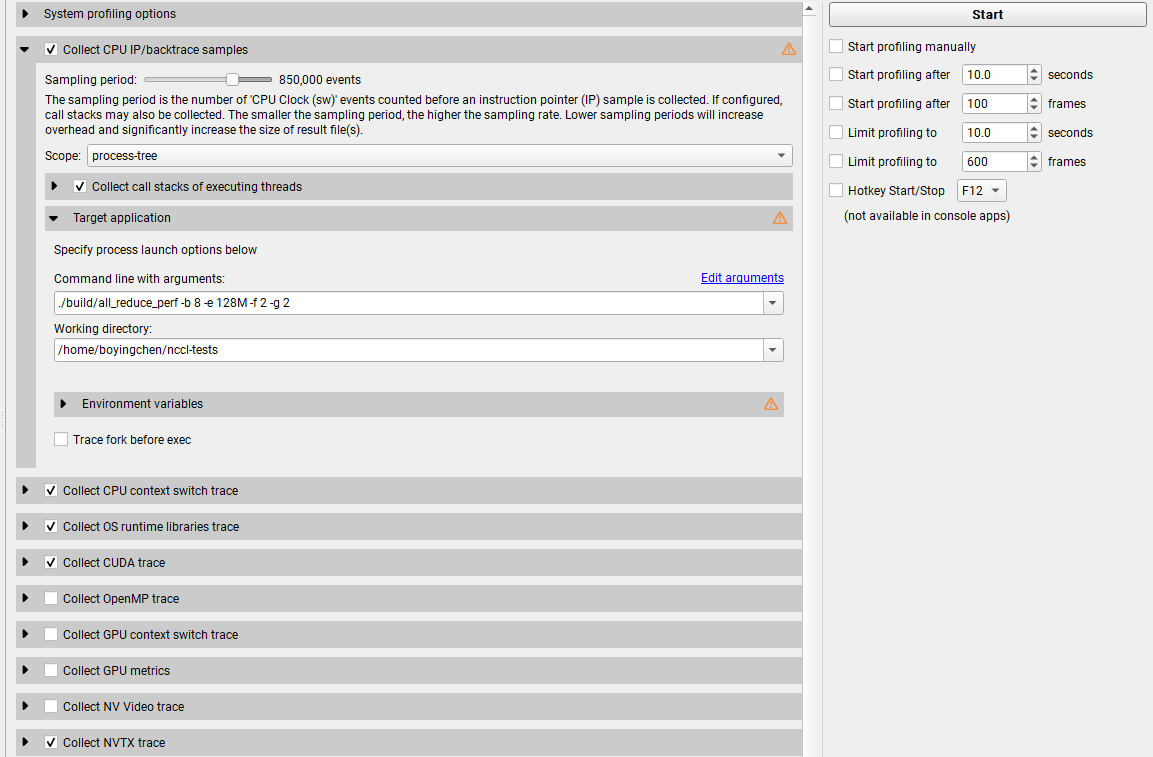 System profiling options
Collect CPU IP/backtrace samples
Sampling period: 850,000 events
The sampling period is the number of 'CPU Clock (sw)' events counted before an instruction pointer (IP) sample is collected. If configured,
call stacks may also be collected. The smaller the sampling period, the higher the sampling rate. Lower sampling periods will increase
overhead and significantly increase the size of result file(s).
Scope: process-tree
Collect call stacks of executing threads
Target application
Specify process launch options below
Command line with arguments: Edit arguments
./build/all_reduce_perf -b 8 -e 128M -f 2 -g 2
Working directory:
/home/boyingchen/nccl-tests
Environment variables
Trace fork before exec
Collect CPU context switch trace
Collect OS runtime libraries trace
Collect CUDA trace
Collect OpenMP trace
Collect GPU context switch trace
Collect GPU metrics
Collect NV Video trace
Collect NVTX trace
Start
Start profiling manually
Start profiling after 10.0 seconds
Start profiling after 100 frames
Limit profiling to 10.0 seconds
Limit profiling to 600 frames
Hotkey Start/Stop F12
(not available in console apps)